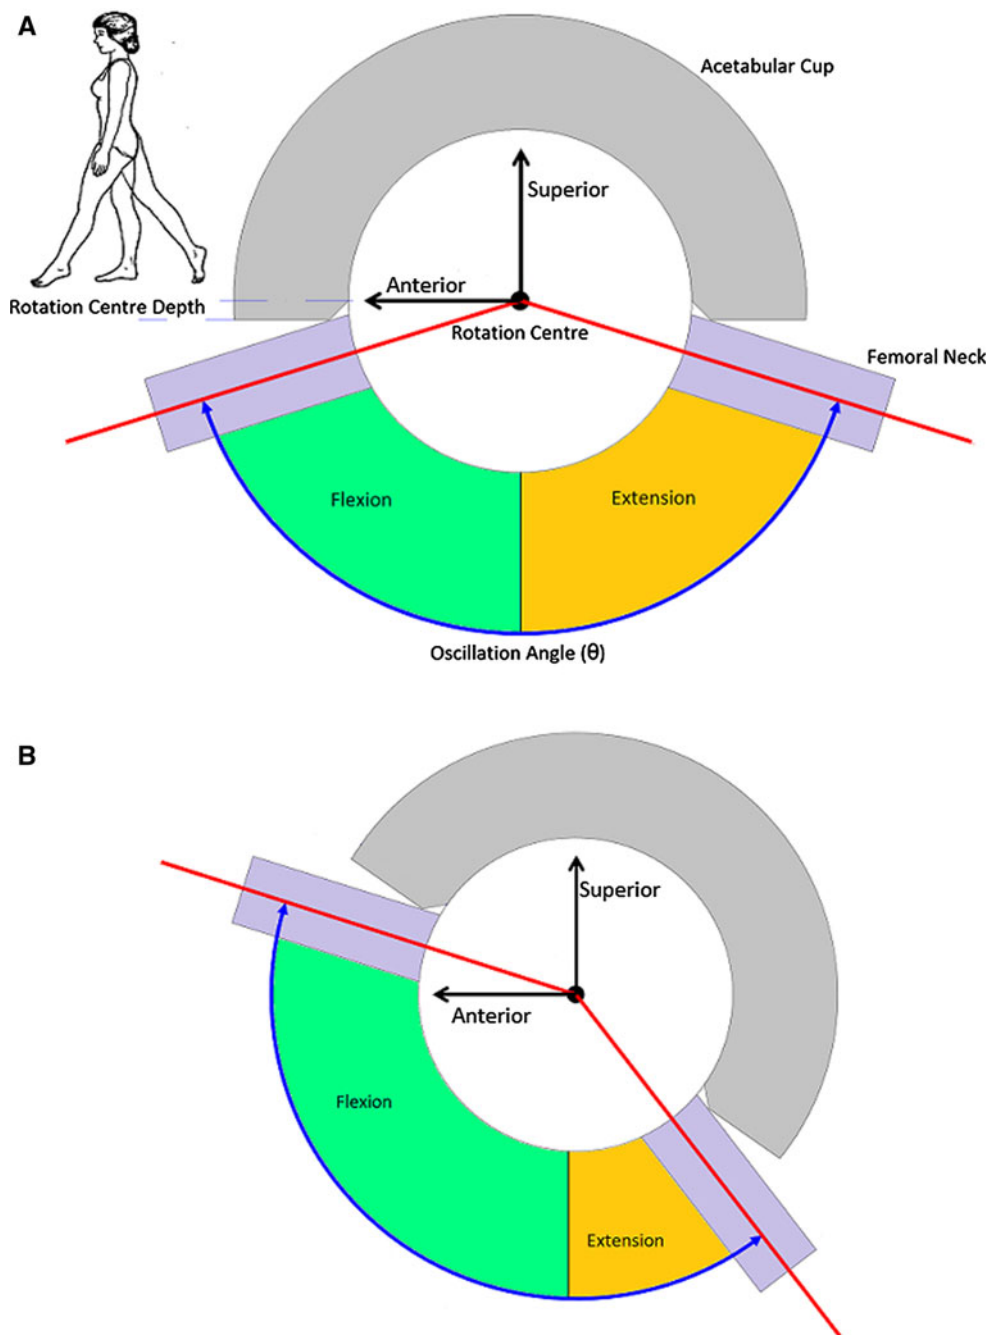 A
Acetabular Cup
Superior
Anterior
Rotation Centre Depth
Rotation Centre
Femoral Neck
Flexion
Extension
Oscillation Angle (θ)
B
Superior
Anterior
Flexion
Extension